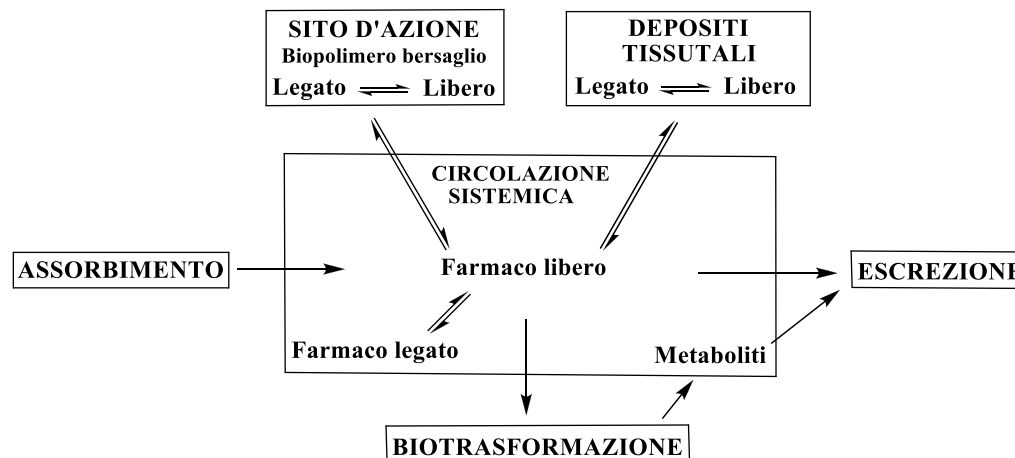 SITO D'AZIONE
Biopolimero bersaglio
Legato Libero
DEPOSITI
TISSUTALI
Legato Libero
CIRCOLAZIONE
SISTEMICA
ASSORBIMENTO
Farmaco libero
ESCREZIONE
Farmaco legato
Metaboliti
BIOTRASFORMAZIONE